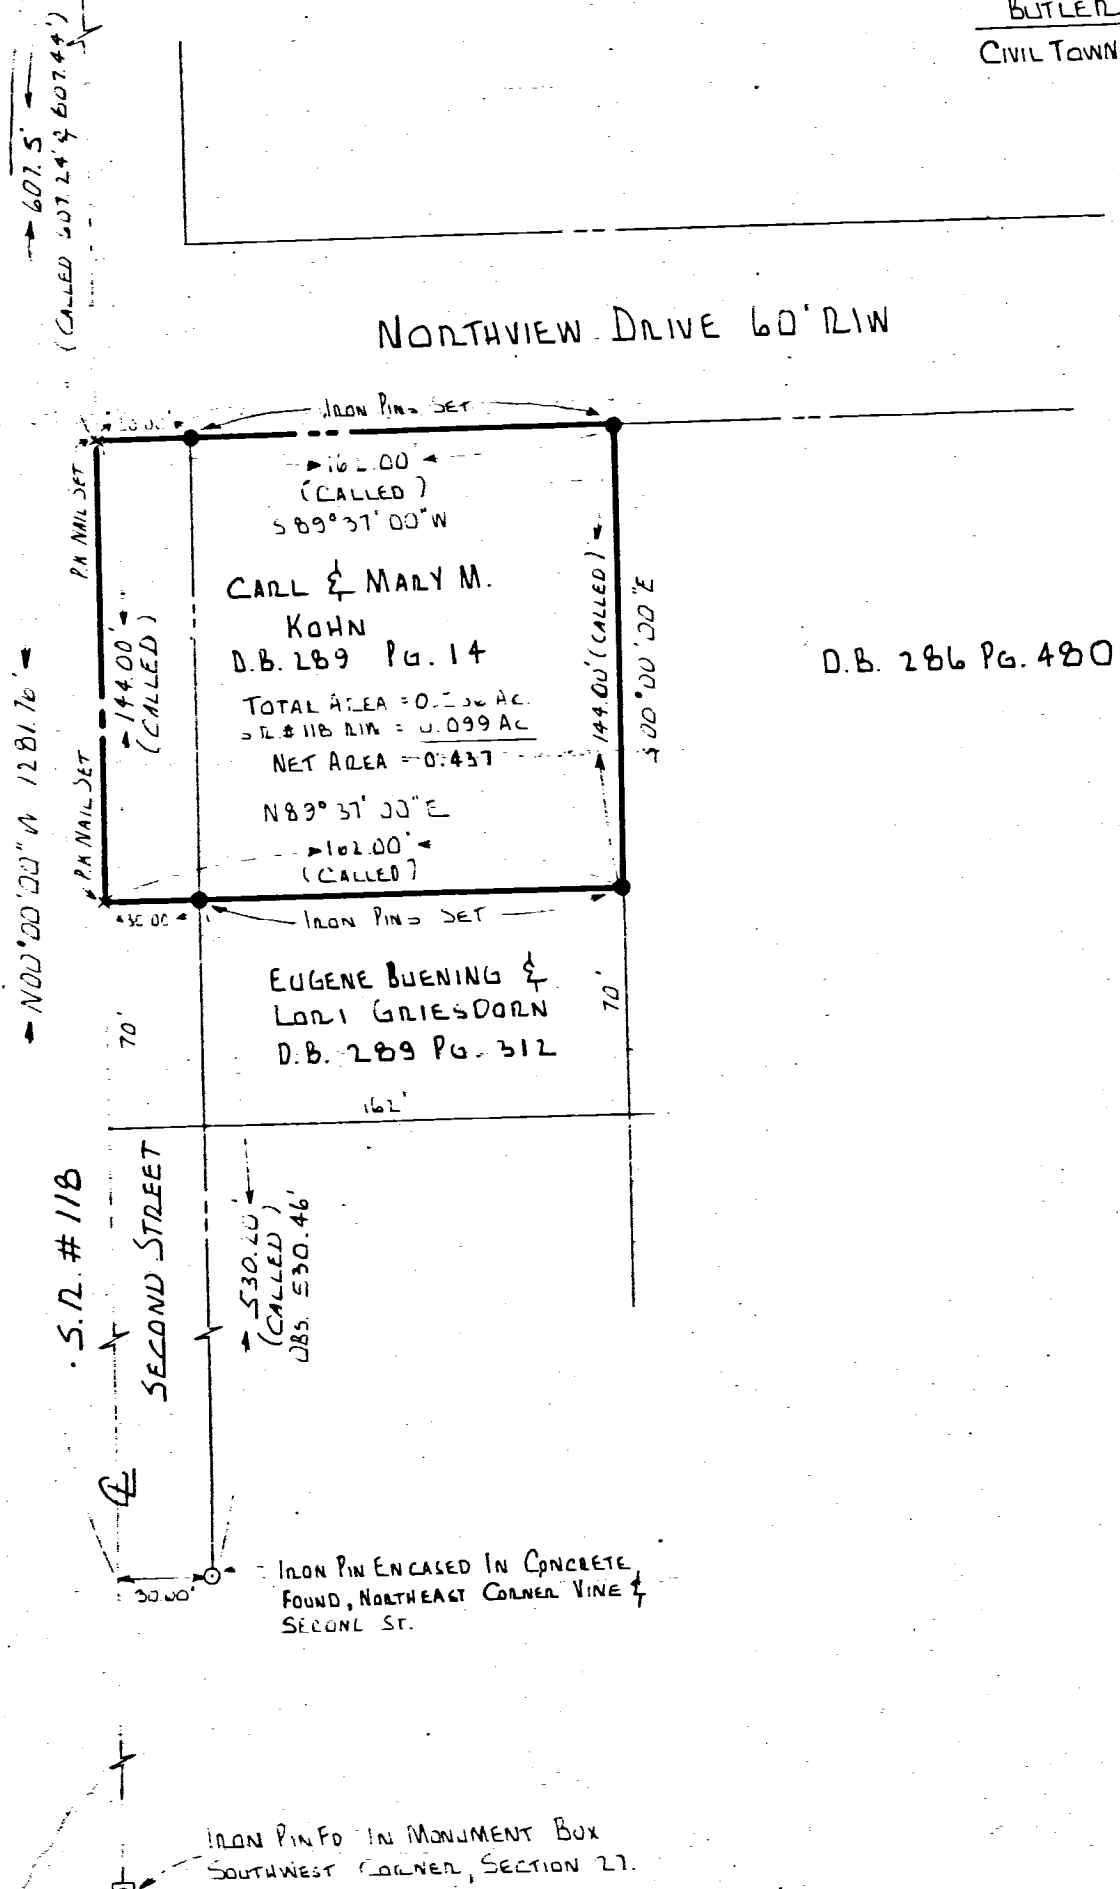 BUTLER
CIVIL TOWN
607.5'
(CALLED 607.24' & 607.44')
NORTHVIEW DRIVE 60' R/W
IRON PINS SET
P.K NAIL SET
162.00'
(CALLED)
S 89° 37' 00" W
CARL & MARY M.
KOHN
D.B. 289 PG. 14
TOTAL AREA = AC.
S.R. # 118 R/W = 0.099 AC
NET AREA = 0.437
N 89° 37' 00" E
162.00'
(CALLED)
144.00'
(CALLED)
144.00' (CALLED)
S 00° 00' 00" E
D.B. 286 PG. 480
N00° 00' 00" W 1281.76'
P.K NAIL SET
30.00
IRON PINS SET
EUGENE BUENING &
LORI GRIESDORN
D.B. 289 PG. 312
70'
70'
162'
S.R. # 118
SECOND STREET
530.20'
(CALLED)
OBS. 530.46'
℄
30.00'
IRON PIN ENCASED IN CONCRETE
FOUND, NORTHEAST CORNER VINE &
SECOND ST.
IRON PIN FD IN MONUMENT BOX
SOUTHWEST CORNER, SECTION 27.